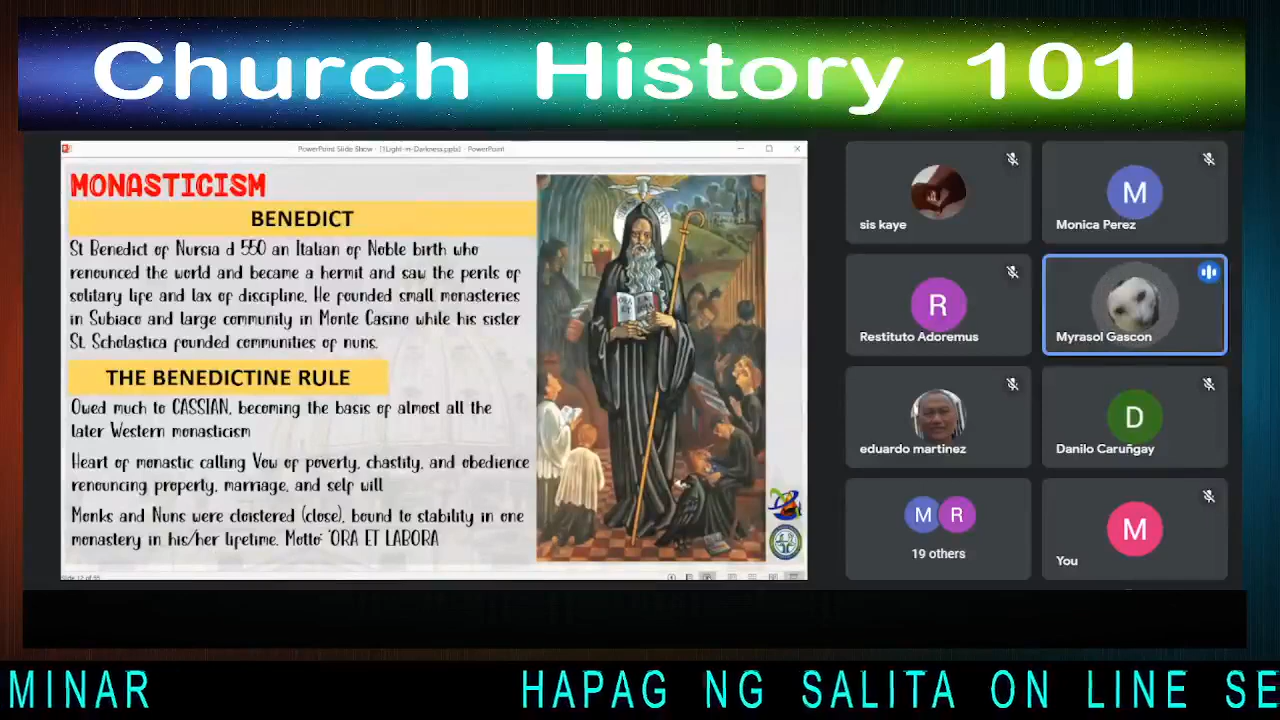 Church History 101
PowerPoint Slide Show - [1Light-in-Darkness.pptx] - PowerPoint
MONASTICISM
BENEDICT
St Benedict of Nursia d 550 an Italian of Noble birth who
renounced the world and became a hermit and saw the perils of
solitary life and lax of discipline. He founded small monasteries
in Subiaco and large community in Monte Casino while his sister
St. Scholastica founded communities of nuns.
THE BENEDICTINE RULE
Owed much to CASSIAN, becoming the basis of almost all the
later Western monasticism
Heart of monastic calling Vow of poverty, chastity, and obedience
renouncing property, marriage, and self will
Monks and Nuns were cloistered (close), bound to stability in one
monastery in his/her lifetime. Motto: 'ORA ET LABORA
ORA
ET
sis kaye
M
Monica Perez
R
Restituto Adoremus
Myrasol Gascon
eduardo martinez
D
Danilo Caruñgay
M R
19 others
M
You
MINAR HAPAG NG SALITA ON LINE SE